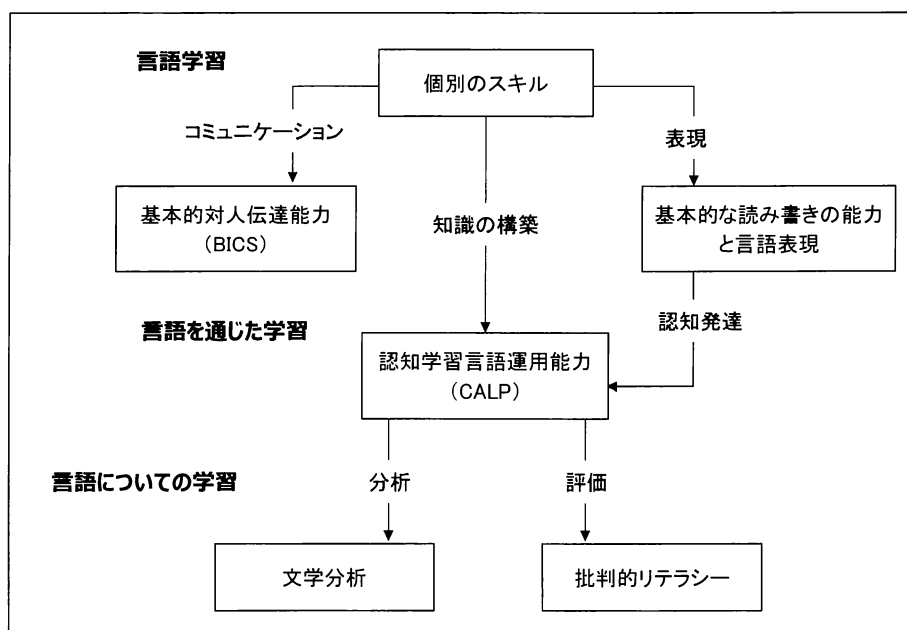 言語学習
個別のスキル
コミュニケーション
表現
基本的対人伝達能力
(BICS)
知識の構築
基本的な読み書きの能力
と言語表現
言語を通じた学習
認知発達
認知学習言語運用能力
(CALP)
言語についての学習
分析
評価
文学分析
批判的リテラシー